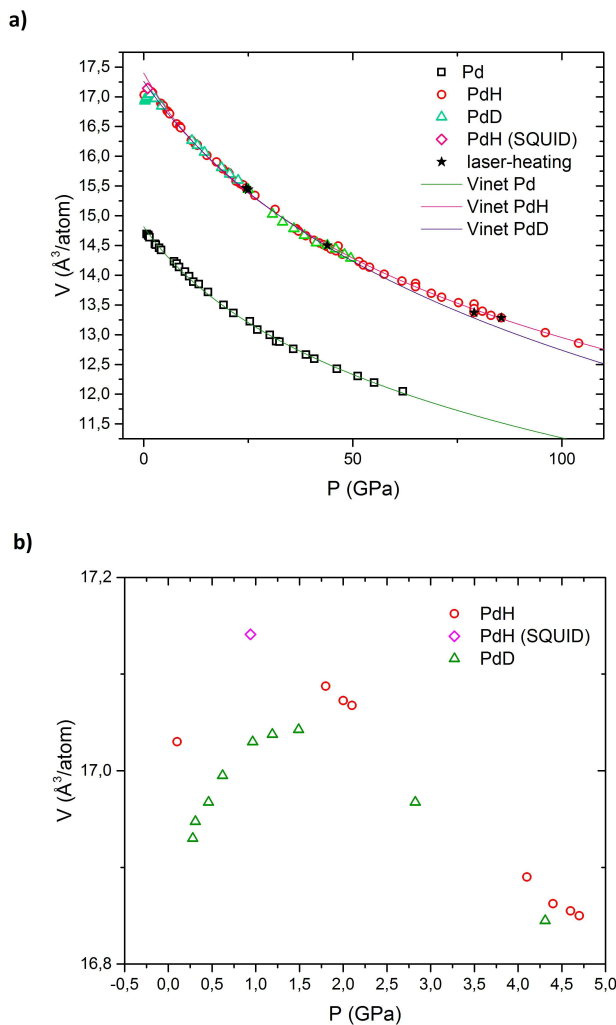 a)
17,5
17,0
16,5
16,0
15,5
15,0
14,5
14,0
13,5
13,0
12,5
12,0
11,5
V (Å³/atom)
Pd
PdH
PdD
PdH (SQUID)
laser-heating
Vinet Pd
Vinet PdH
Vinet PdD
0 50 100
P (GPa)
b)
17,2
17,0
16,8
V (Å³/atom)
PdH
PdH (SQUID)
PdD
-0,5 0,0 0,5 1,0 1,5 2,0 2,5 3,0 3,5 4,0 4,5 5,0
P (GPa)